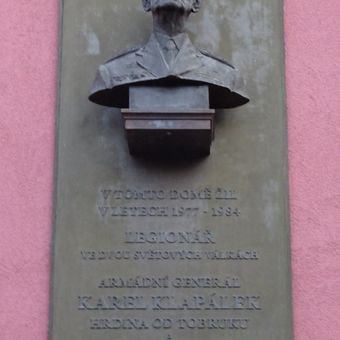 V TOMTO DOMĚ ŽIL
V LETECH 1977 - 1984
LEGIONÁŘ
VE DVOU SVĚTOVÝCH VÁLKÁCH
ARMÁDNÍ GENERÁL
KAREL KLAPÁLEK
HRDINA OD TOBRUKU